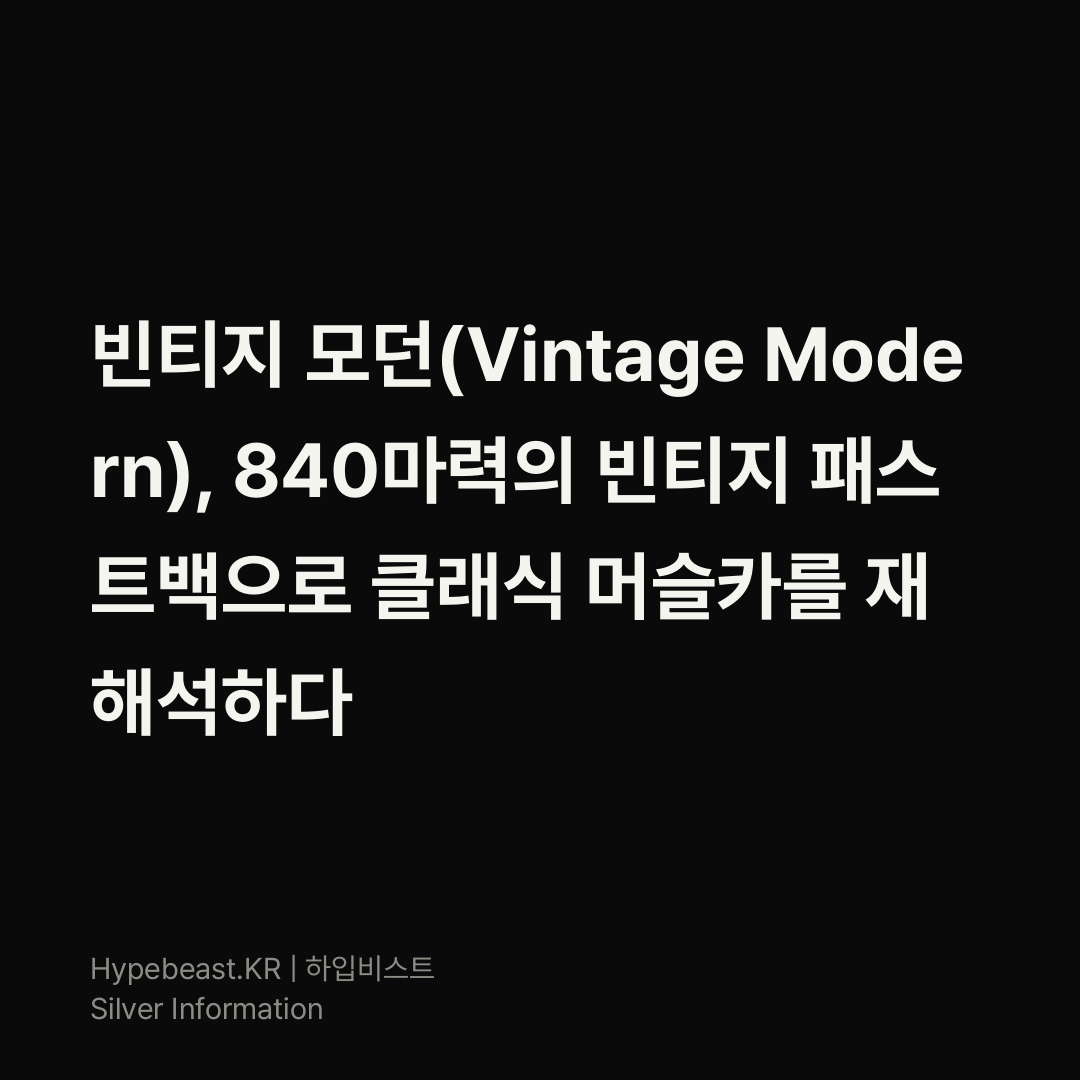 빈티지 모던(Vintage Mode
rn), 840마력의 빈티지 패스
트백으로 클래식 머슬카를 재
해석하다
Hypebeast.KR | 하입비스트
Silver Information